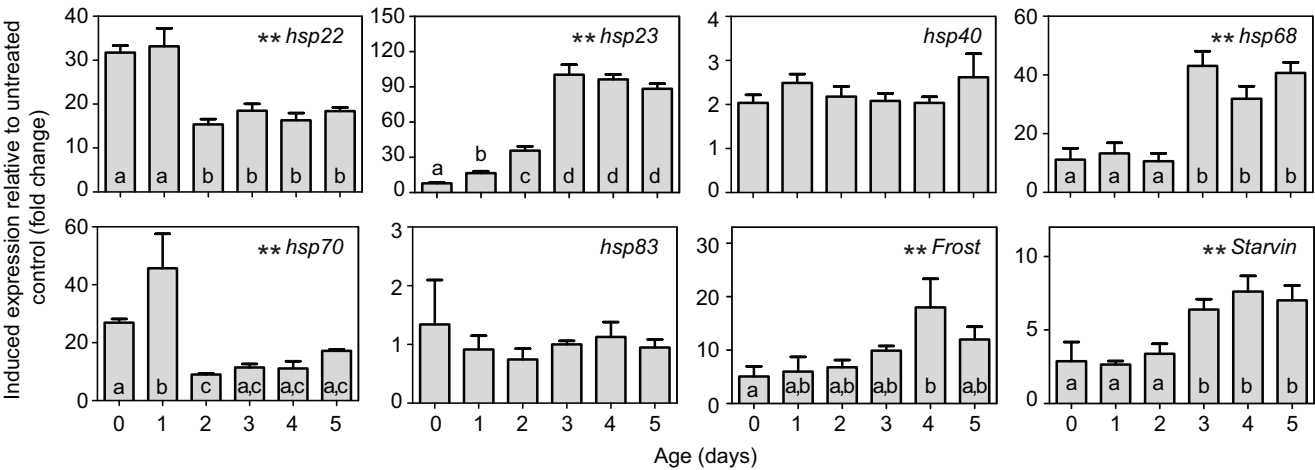 Induced expression relative to untreated
control (fold change)
40
30
20
10
0
** hsp22
a a b b b b
150
120
90
60
30
0
** hsp23
a b c d d d
4
3
2
1
0
hsp40
60
40
20
0
** hsp68
a a a b b b
60
40
20
0
** hsp70
a b c a,c a,c a,c
0 1 2 3 4 5
3
2
1
0
hsp83
0 1 2 3 4 5
30
20
10
0
** Frost
a a,b a,b a,b b a,b
0 1 2 3 4 5
10
5
0
** Starvin
a a a b b b
0 1 2 3 4 5
Age (days)